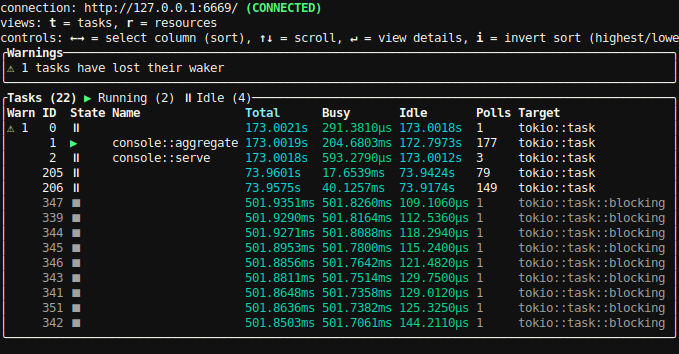 connection: http://127.0.0.1:6669/ (CONNECTED)
views: t = tasks, r = resources
controls: ←→ = select column (sort), ↑↓ = scroll, ↵ = view details, i = invert sort (highest/lowe
Warnings
⚠ 1 tasks have lost their waker
Tasks (22) ▶ Running (2) ⏸ Idle (4)
Warn ID State Name Total Busy Idle Polls Target
⚠ 1 0 ⏸ 173.0021s 291.3810µs 173.0018s 1 tokio::task
1 ▶ console::aggregate 173.0019s 204.6803ms 172.7973s 177 tokio::task
2 ⏸ console::serve 173.0018s 593.2790µs 173.0012s 3 tokio::task
205 ⏸ 73.9601s 17.6539ms 73.9424s 79 tokio::task
206 ⏸ 73.9575s 40.1257ms 73.9174s 149 tokio::task
347 ⏹ 501.9351ms 501.8260ms 109.1060µs 1 tokio::task::blocking
339 ⏹ 501.9290ms 501.8164ms 112.5360µs 1 tokio::task::blocking
344 ⏹ 501.9271ms 501.8088ms 118.2940µs 1 tokio::task::blocking
345 ⏹ 501.8953ms 501.7800ms 115.2400µs 1 tokio::task::blocking
346 ⏹ 501.8856ms 501.7642ms 121.4820µs 1 tokio::task::blocking
343 ⏹ 501.8811ms 501.7514ms 129.7500µs 1 tokio::task::blocking
341 ⏹ 501.8648ms 501.7358ms 129.0120µs 1 tokio::task::blocking
351 ⏹ 501.8636ms 501.7382ms 125.3250µs 1 tokio::task::blocking
342 ⏹ 501.8503ms 501.7061ms 144.2110µs 1 tokio::task::blocking